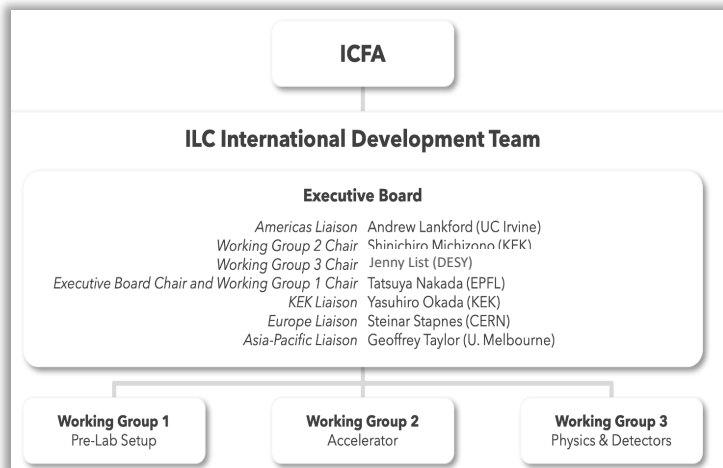 ICFA
ILC International Development Team
Executive Board
Americas Liaison Andrew Lankford (UC Irvine)
Working Group 2 Chair Shinichiro Michizono (KEK)
Working Group 3 Chair Jenny List (DESY)
Executive Board Chair and Working Group 1 Chair Tatsuya Nakada (EPFL)
KEK Liaison Yasuhiro Okada (KEK)
Europe Liaison Steinar Stapnes (CERN)
Asia-Pacific Liaison Geoffrey Taylor (U. Melbourne)
Working Group 1 Working Group 2 Working Group 3
Pre-Lab Setup Accelerator Physics & Detectors